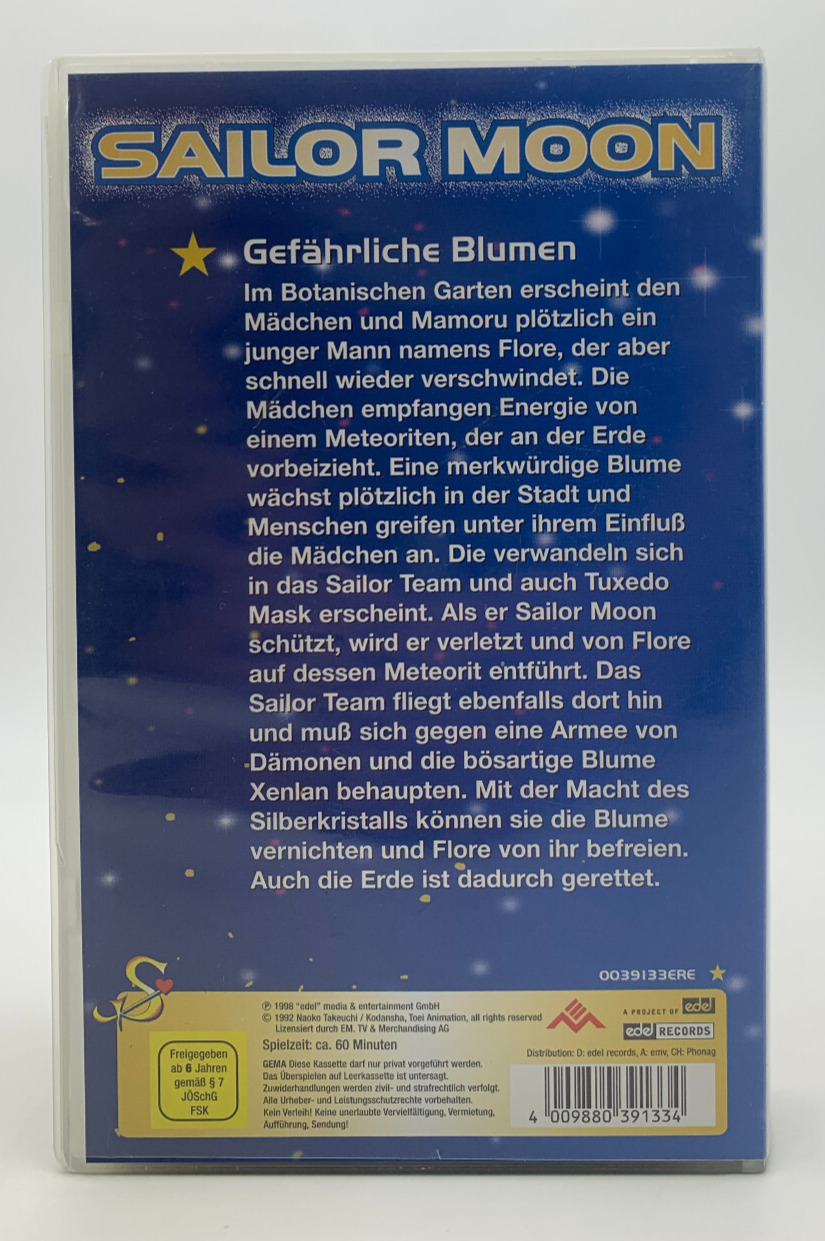 SAILOR MOON
Gefährliche Blumen
Im Botanischen Garten erscheint den
Mädchen und Mamoru plötzlich ein
junger Mann namens Flore, der aber
schnell wieder verschwindet. Die
Mädchen empfangen Energie von
einem Meteoriten, der an der Erde
vorbeizieht. Eine merkwürdige Blume
wächst plötzlich in der Stadt und
Menschen greifen unter ihrem Einfluß
die Mädchen an. Die verwandeln sich
in das Sailor Team und auch Tuxedo
Mask erscheint. Als er Sailor Moon
schützt, wird er verletzt und von Flore
auf dessen Meteorit entführt. Das
Sailor Team fliegt ebenfalls dort hin
und muß sich gegen eine Armee von
Dämonen und die bösartige Blume
Xenlan behaupten. Mit der Macht des
Silberkristalls können sie die Blume
vernichten und Flore von ihr befreien.
Auch die Erde ist dadurch gerettet.
0039133ERE
S
Freigegeben
ab 6 Jahren
gemäß § 7
JÖSchG
FSK
℗ 1998 "edel" media & entertainment GmbH
© 1992 Naoko Takeuchi / Kodansha, Toei Animation, all rights reserved
Lizensiert durch EM. TV & Merchandising AG
Spielzeit: ca. 60 Minuten
GEMA Diese Kassette darf nur privat vorgeführt werden.
Das Überspielen auf Leerkassette ist untersagt.
Zuwiderhandlungen werden zivil- und strafrechtlich verfolgt.
Alle Urheber- und Leistungsschutzrechte vorbehalten.
Kein Verleih! Keine unerlaubte Vervielfältigung, Vermietung,
Aufführung, Sendung!
A PROJECT OF edel
edel RECORDS
Distribution: D: edel records, A: emv, CH: Phonag
4 009880 391334